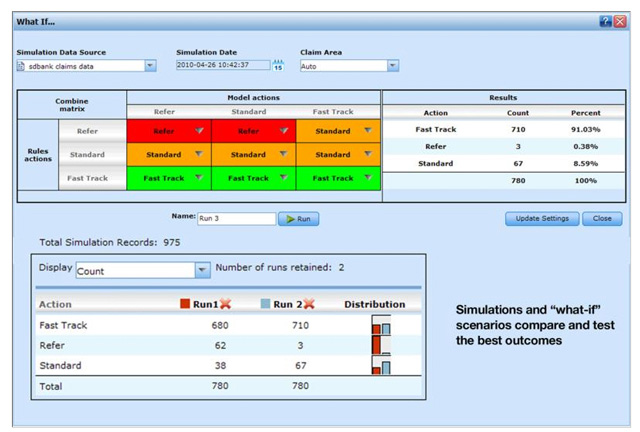 What If...
Simulation Data Source Simulation Date Claim Area
sdbank claims data 2010-04-26 10:42:37 15 Auto
Combine matrix Model actions Results
Refer Standard Fast Track Action Count Percent
Rules actions Refer Refer Refer Standard Fast Track 710 91.03%
Standard Standard Standard Standard Refer 3 0.38%
Fast Track Fast Track Fast Track Fast Track Standard 67 8.59%
780 100%
Name: Run 3 Run Update Settings Close
Total Simulation Records: 975
Display Count Number of runs retained: 2
Action Run1 Run 2 Distribution
Fast Track 680 710
Refer 62 3
Standard 38 67
Total 780 780
Simulations and “what-if”
scenarios compare and test
the best outcomes